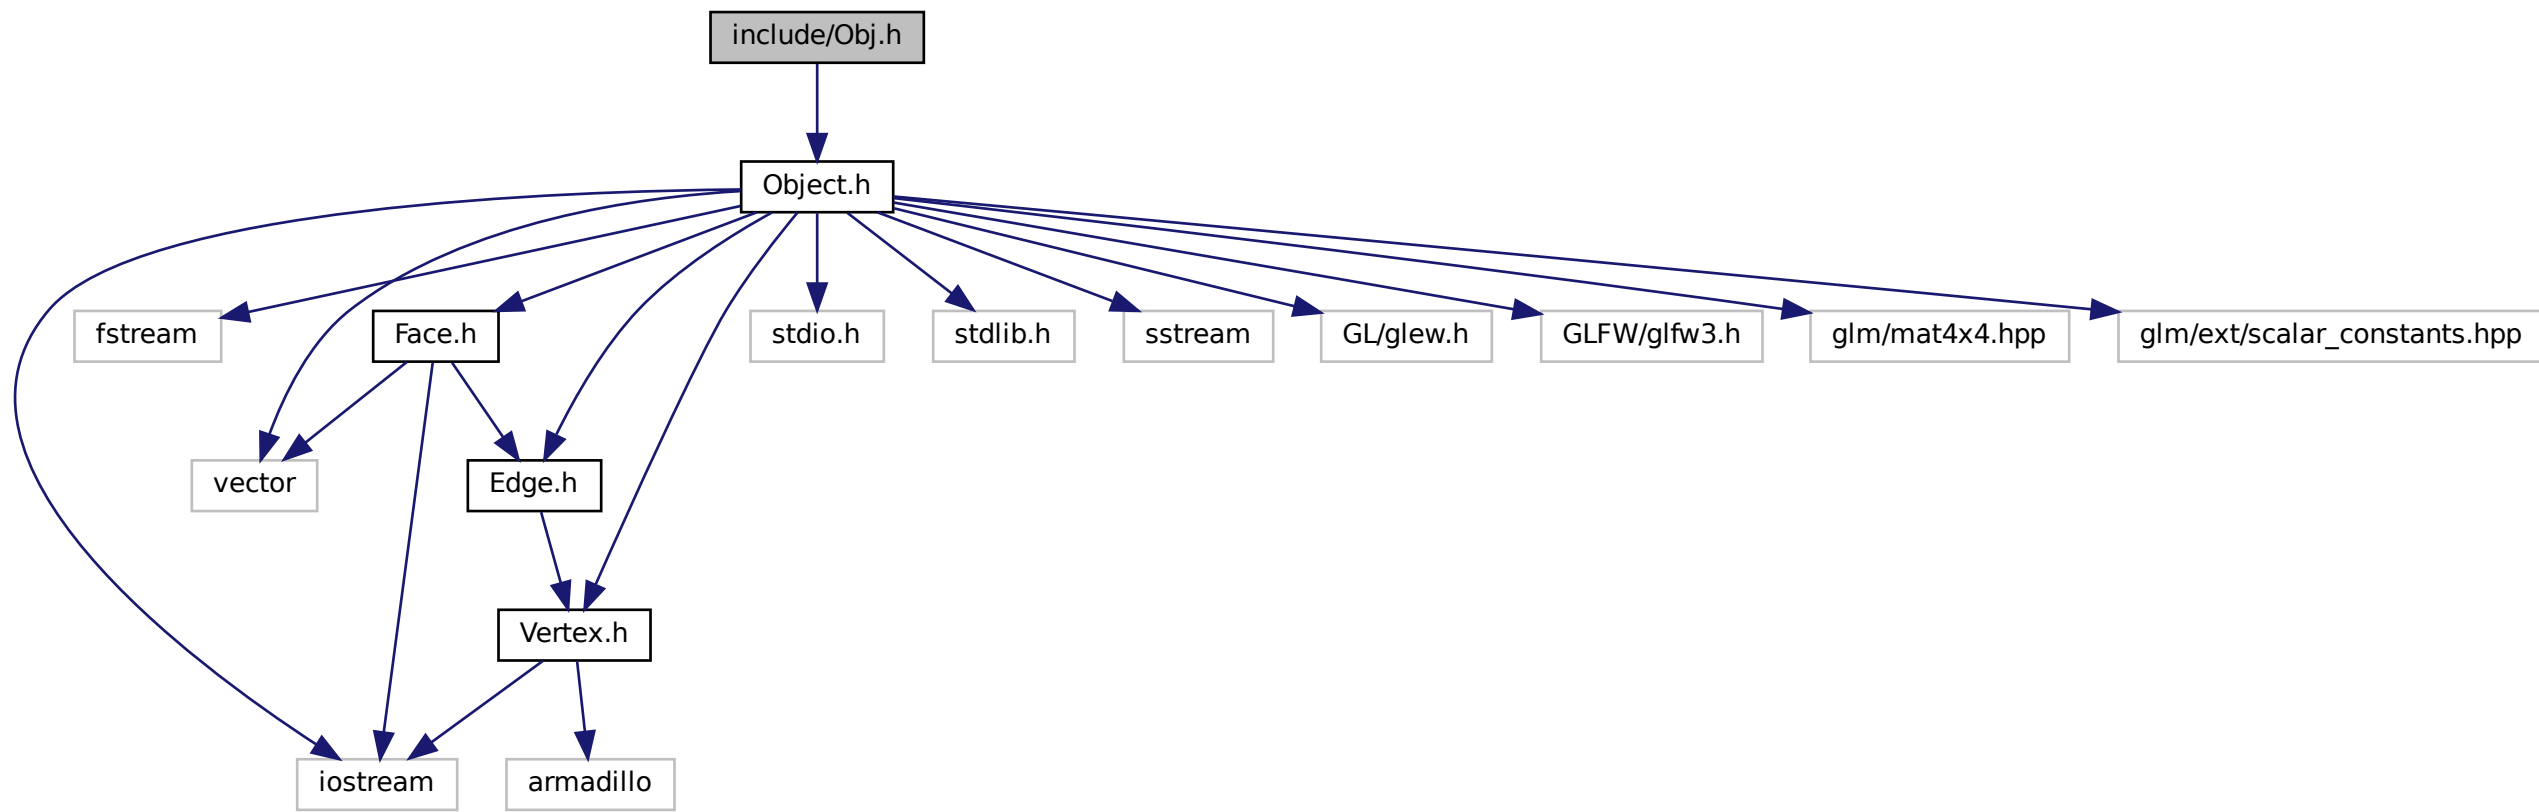 include/Obj.h
Object.h
fstream
Face.h
stdio.h
stdlib.h
sstream
GL/glew.h
GLFW/glfw3.h
glm/mat4x4.hpp
glm/ext/scalar_constants.hpp
vector
Edge.h
Vertex.h
iostream
armadillo